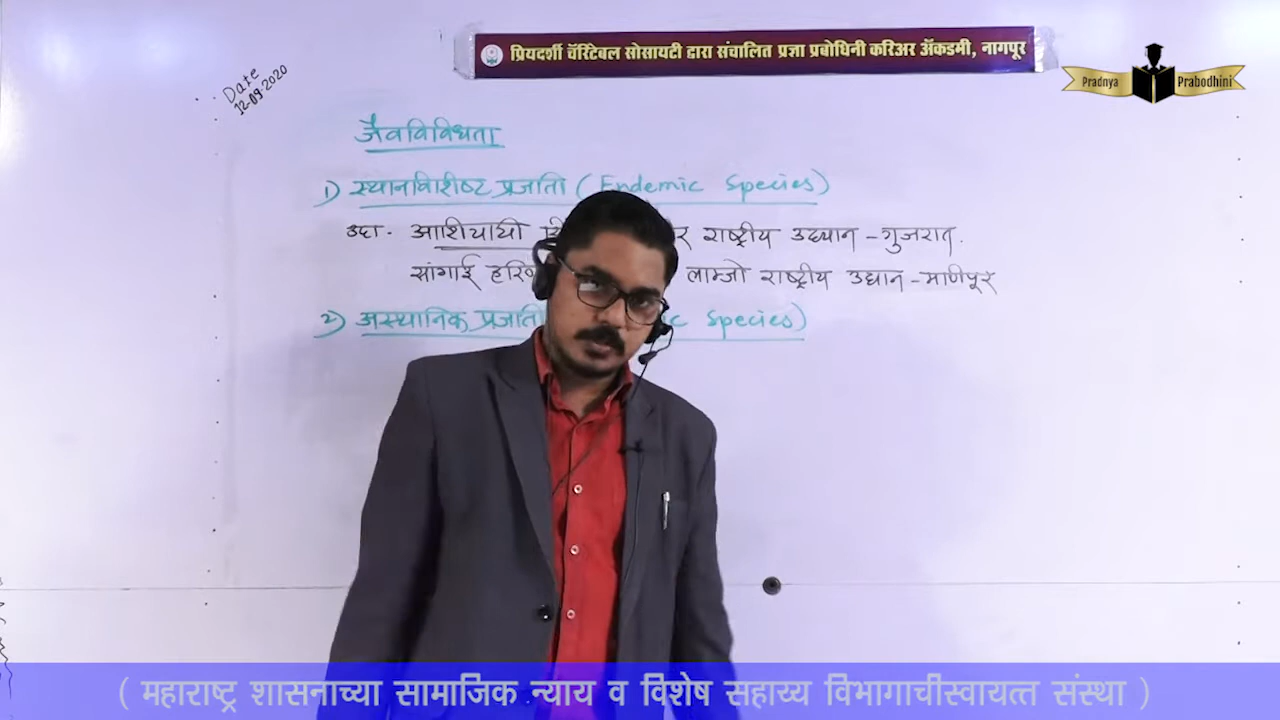 प्रियदर्शी चॅरिटेबल सोसायटी द्वारा संचालित प्रज्ञा प्रबोधिनी करिअर ॲकडमी, नागपूर
Pradnya Prabodhini
Date
12-09-2020
जैवविविधता
1) स्थानविशिष्ट प्रजाती (Endemic Species)
उदा. आशियायी र राष्ट्रीय उद्यान - गुजरात.
सांगाई हरिण लाम्जो राष्ट्रीय उद्यान - मणिपूर
2) अस्थानिक प्रजाती c Species)
( महाराष्ट्र शासनाच्या सामाजिक न्याय व विशेष सहाय्य विभागाचीस्वायत्त संस्था )